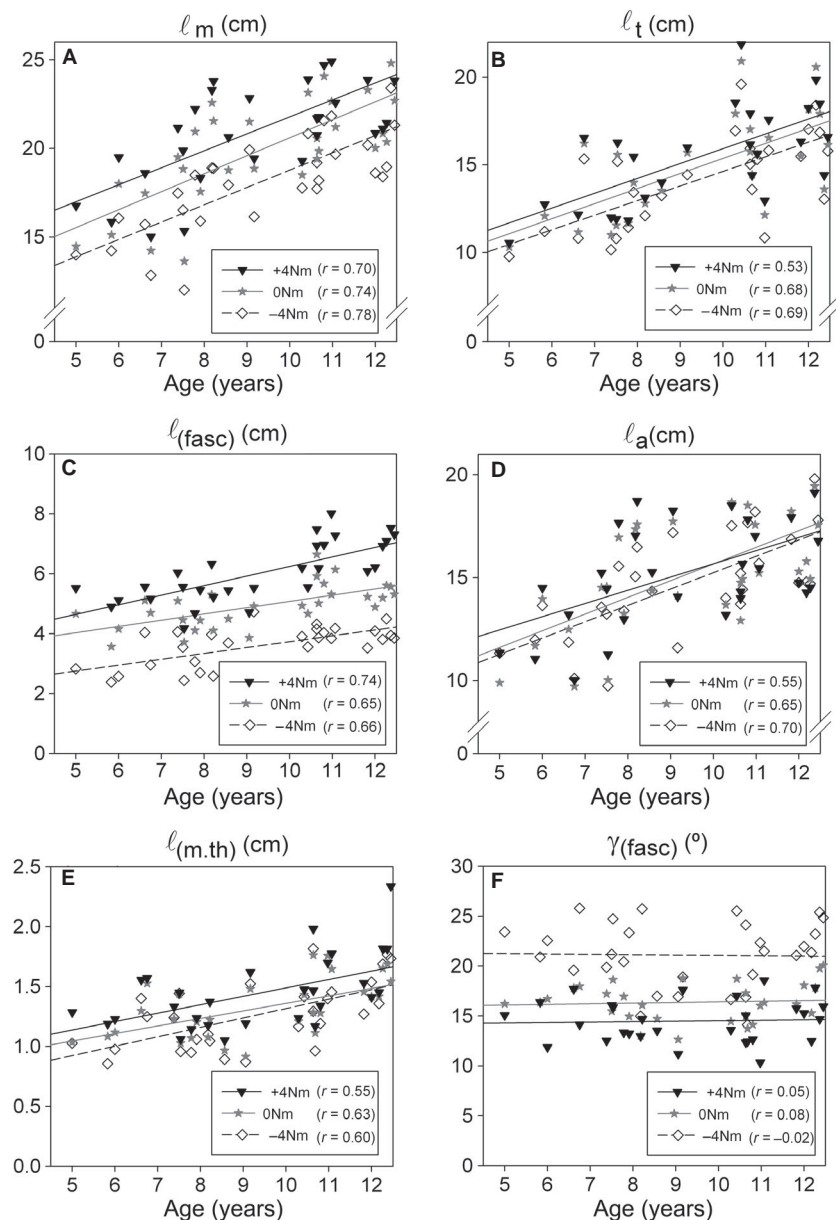 ℓ m (cm)
A
25
20
15
0
+4Nm (r = 0.70)
0Nm (r = 0.74)
−4Nm (r = 0.78)
5 6 7 8 9 10 11 12
Age (years)
ℓ t (cm)
B
20
15
10
0
+4Nm (r = 0.53)
0Nm (r = 0.68)
−4Nm (r = 0.69)
5 6 7 8 9 10 11 12
Age (years)
ℓ(fasc) (cm)
C
10
8
6
4
2
0
+4Nm (r = 0.74)
0Nm (r = 0.65)
−4Nm (r = 0.66)
5 6 7 8 9 10 11 12
Age (years)
ℓa(cm)
D
20
15
10
0
+4Nm (r = 0.55)
0Nm (r = 0.65)
−4Nm (r = 0.70)
5 6 7 8 9 10 11 12
Age (years)
ℓ(m.th) (cm)
E
2.5
2.0
1.5
1.0
0.5
0.0
+4Nm (r = 0.55)
0Nm (r = 0.63)
−4Nm (r = 0.60)
5 6 7 8 9 10 11 12
Age (years)
γ(fasc) (º)
F
30
25
20
15
10
5
0
+4Nm (r = 0.05)
0Nm (r = 0.08)
−4Nm (r = −0.02)
5 6 7 8 9 10 11 12
Age (years)